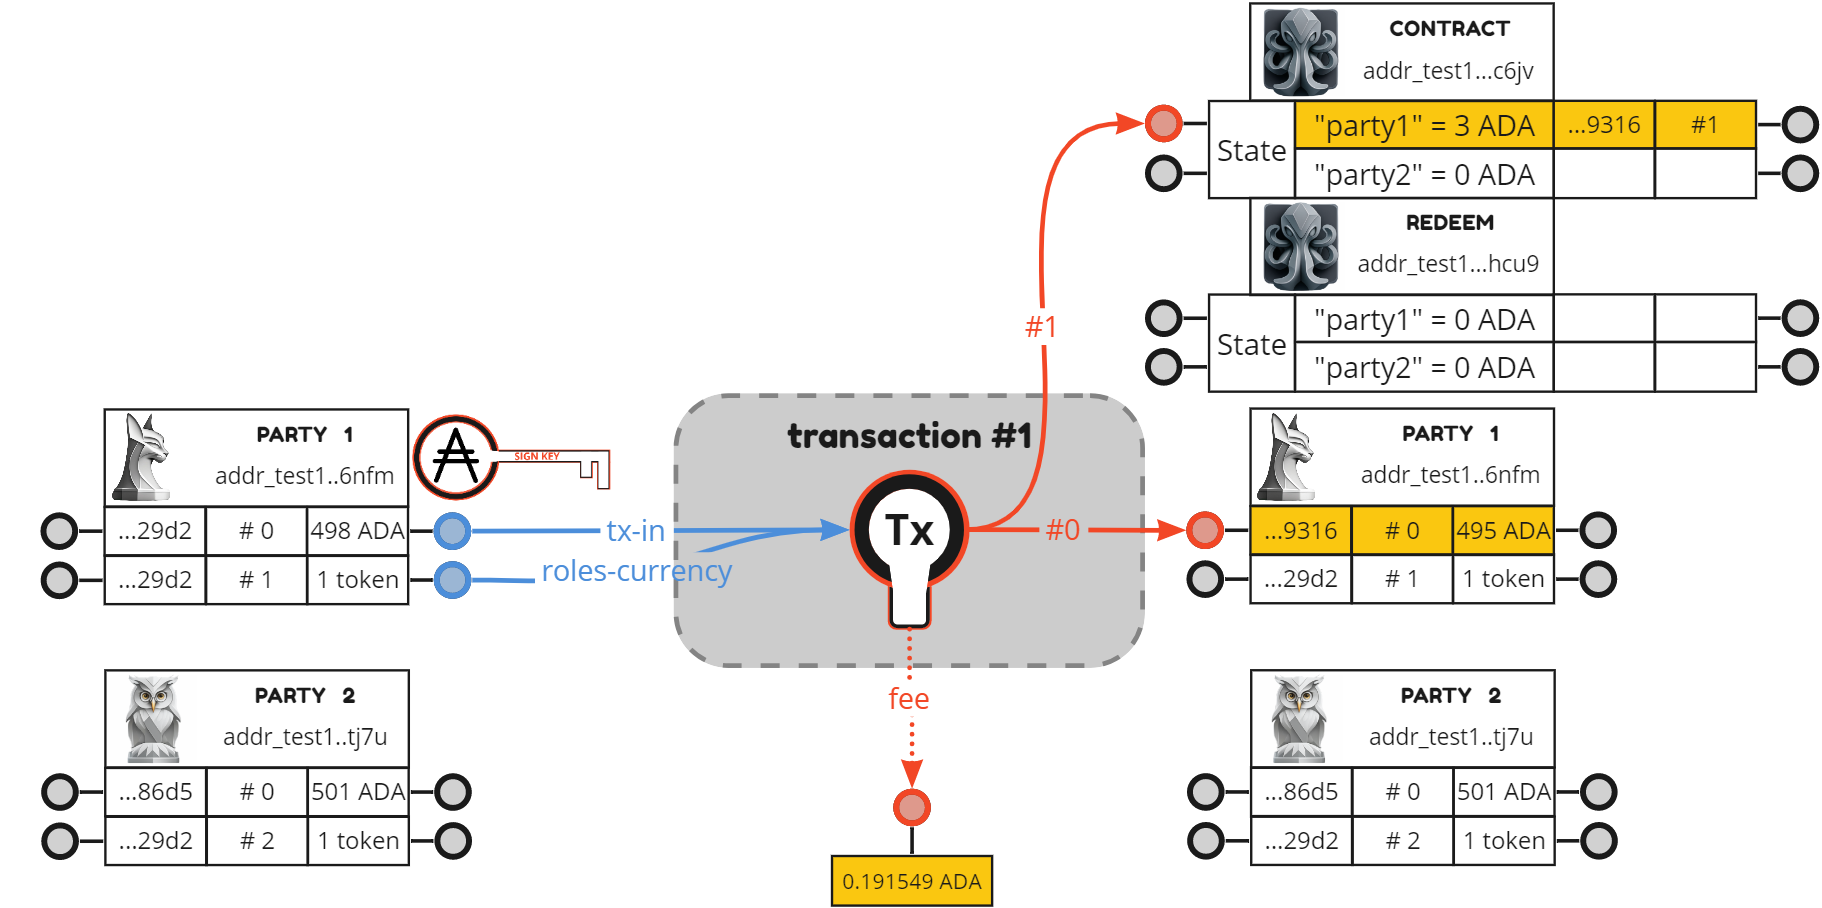 CONTRACT
addr_test1...c6jv
State
"party1" = 3 ADA
...9316
#1
"party2" = 0 ADA
REDEEM
addr_test1...hcu9
State
"party1" = 0 ADA
"party2" = 0 ADA
#1
PARTY 1
addr_test1..6nfm
SIGN KEY
...29d2
# 0
498 ADA
...29d2
# 1
1 token
tx-in
roles-currency
transaction #1
Tx
#0
PARTY 1
addr_test1..6nfm
...9316
# 0
495 ADA
...29d2
# 1
1 token
fee
0.191549 ADA
PARTY 2
addr_test1..tj7u
...86d5
# 0
501 ADA
...29d2
# 2
1 token
PARTY 2
addr_test1..tj7u
...86d5
# 0
501 ADA
...29d2
# 2
1 token